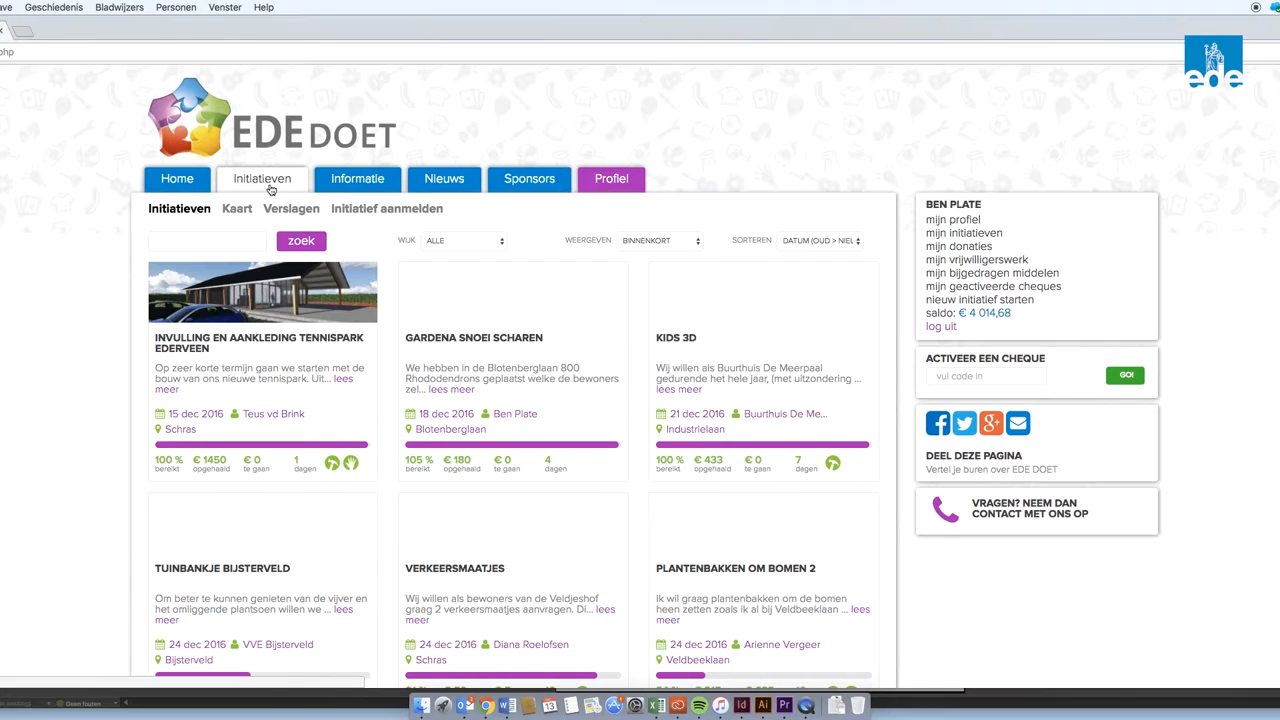 Geschiedenis Bladwijzers Personen Venster Help
php
ede
EDE DOET
Home Initiatieven Informatie Nieuws Sponsors Profiel
Initiatieven Kaart Verslagen Initiatief aanmelden
zoek WIJK ALLE WEERGEVEN BINNENKORT SORTEREN DATUM (OUD > NIEU
INVULLING EN AANKLEDING TENNISPARK
EDERVEEN
Op zeer korte termijn gaan we starten met de
bouw van ons nieuwe tennispark. Uit... lees
meer
15 dec 2016 Teus vd Brink
Schras
100 % € 1450 € 0 1
bereikt opgehaald te gaan dagen
GARDENA SNOEI SCHAREN
We hebben in de Blotenberglaan 800
Rhododendrons geplaatst welke de bewoners
zel... lees meer
18 dec 2016 Ben Plate
Blotenberglaan
105 % € 180 € 0 4
bereikt opgehaald te gaan dagen
KIDS 3D
Wij willen als Buurthuis De Meerpaal
gedurende het hele jaar, (met uitzondering ...
lees meer
21 dec 2016 Buurthuis De Me...
Industrielaan
100 % € 433 € 0 7
bereikt opgehaald te gaan dagen
TUINBANKJE BIJSTERVELD
Om beter te kunnen genieten van de vijver en
het omliggende plantsoen willen we ... lees
meer
24 dec 2016 VVE Bijsterveld
Bijsterveld
VERKEERSMAATJES
Wij willen als bewoners van de Veldjeshof
graag 2 verkeersmaatjes aanvragen. Di... lees
meer
24 dec 2016 Diana Roelofsen
Schras
PLANTENBAKKEN OM BOMEN 2
Ik wil graag plantenbakken om de bomen
heen zetten zoals ik al bij Veldbeeklaan ... lees
meer
24 dec 2016 Arienne Vergeer
Veldbeeklaan
BEN PLATE
mijn profiel
mijn initiatieven
mijn donaties
mijn vrijwilligerswerk
mijn bijgedragen middelen
mijn geactiveerde cheques
nieuw initiatief starten
saldo: € 4 014,68
log uit
ACTIVEER EEN CHEQUE
vul code in GO!
DEEL DEZE PAGINA
Vertel je buren over EDE DOET
VRAGEN? NEEM DAN
CONTACT MET ONS OP
Geen fouten